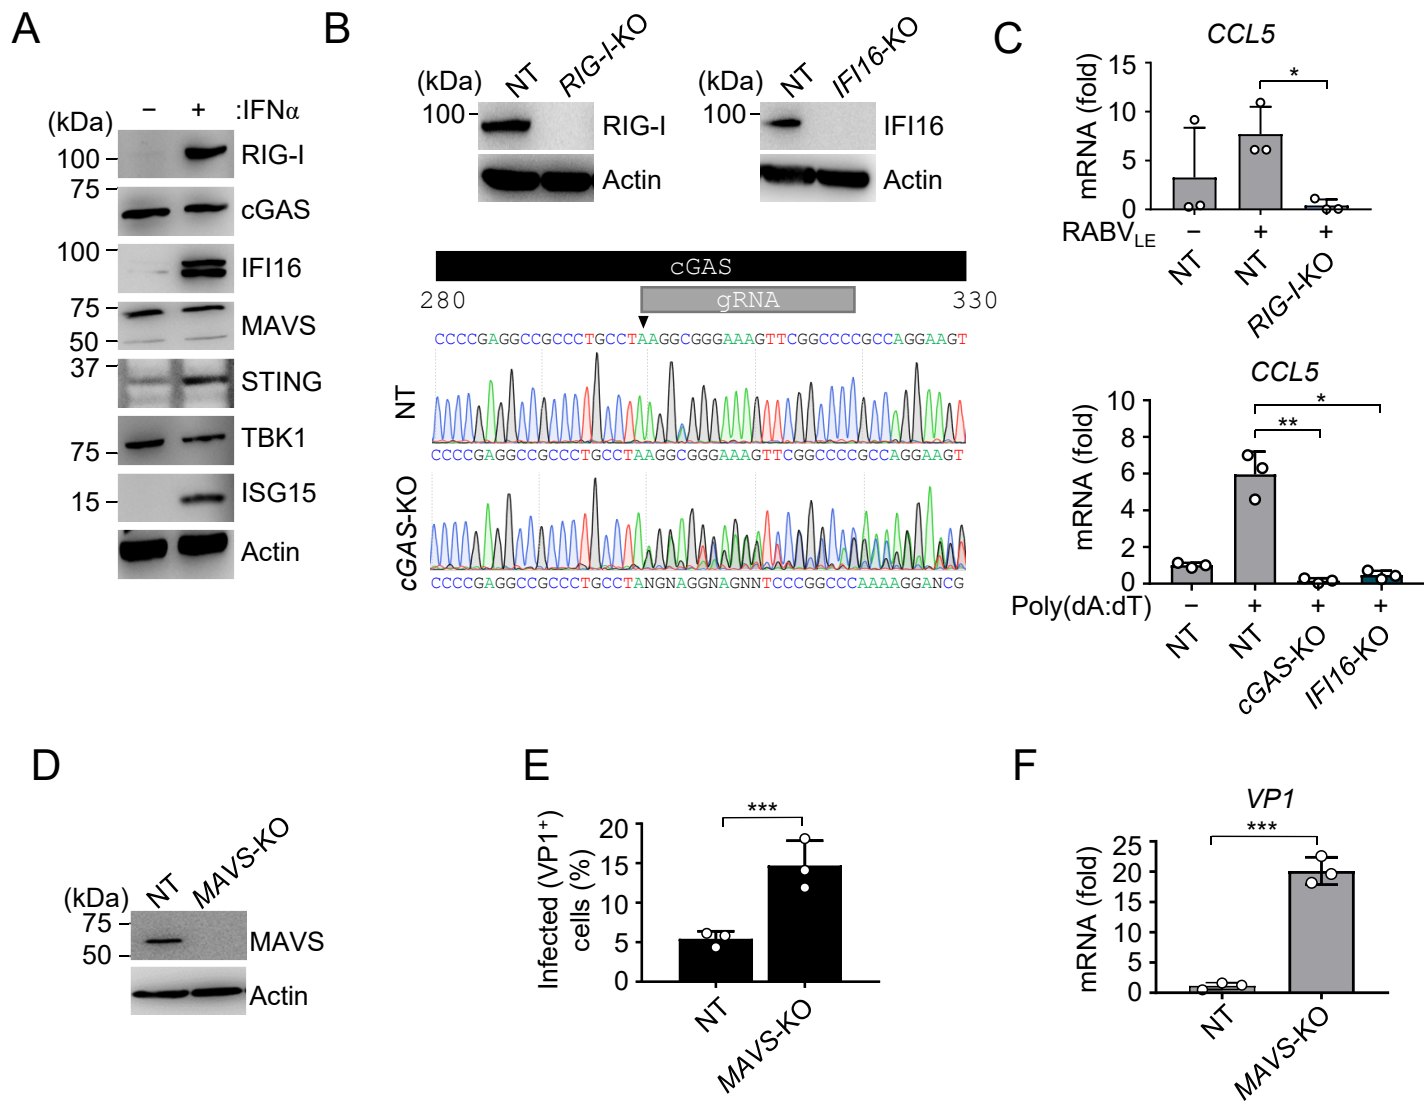 A
(kDa)
− + :IFNα
100 RIG-I
75
cGAS
100
IFI16
75
MAVS
50
37
STING
75 TBK1
15 ISG15
Actin
B
(kDa) NT RIG-I-KO
100
RIG-I
Actin
(kDa) NT IFI16-KO
100
IFI16
Actin
cGAS
280 gRNA 330
CCCCGAGGCCGCCCTGCCTAAGGCGGGAAAGTTCGGCCCCGCCAGGAAGT
NT
CCCCGAGGCCGCCCTGCCTAAGGCGGGAAAGTTCGGCCCCGCCAGGAAGT
cGAS-KO
CCCCGAGGCCGCCCTGCCTANGNAGGNAGNNTCCCGGCCCAAAAGGANCG
C
CCL5
mRNA (fold)
15
10
5
0
*
RABVLE − + +
NT NT RIG-I-KO
CCL5
mRNA (fold)
10
8
6
4
2
0
*
**
Poly(dA:dT) − + + +
NT NT cGAS-KO IFI16-KO
D
(kDa) NT MAVS-KO
75
MAVS
50
Actin
E
Infected (VP1+)
cells (%)
20
15
10
5
0
***
NT MAVS-KO
F
VP1
mRNA (fold)
25
20
15
10
5
0
***
NT MAVS-KO